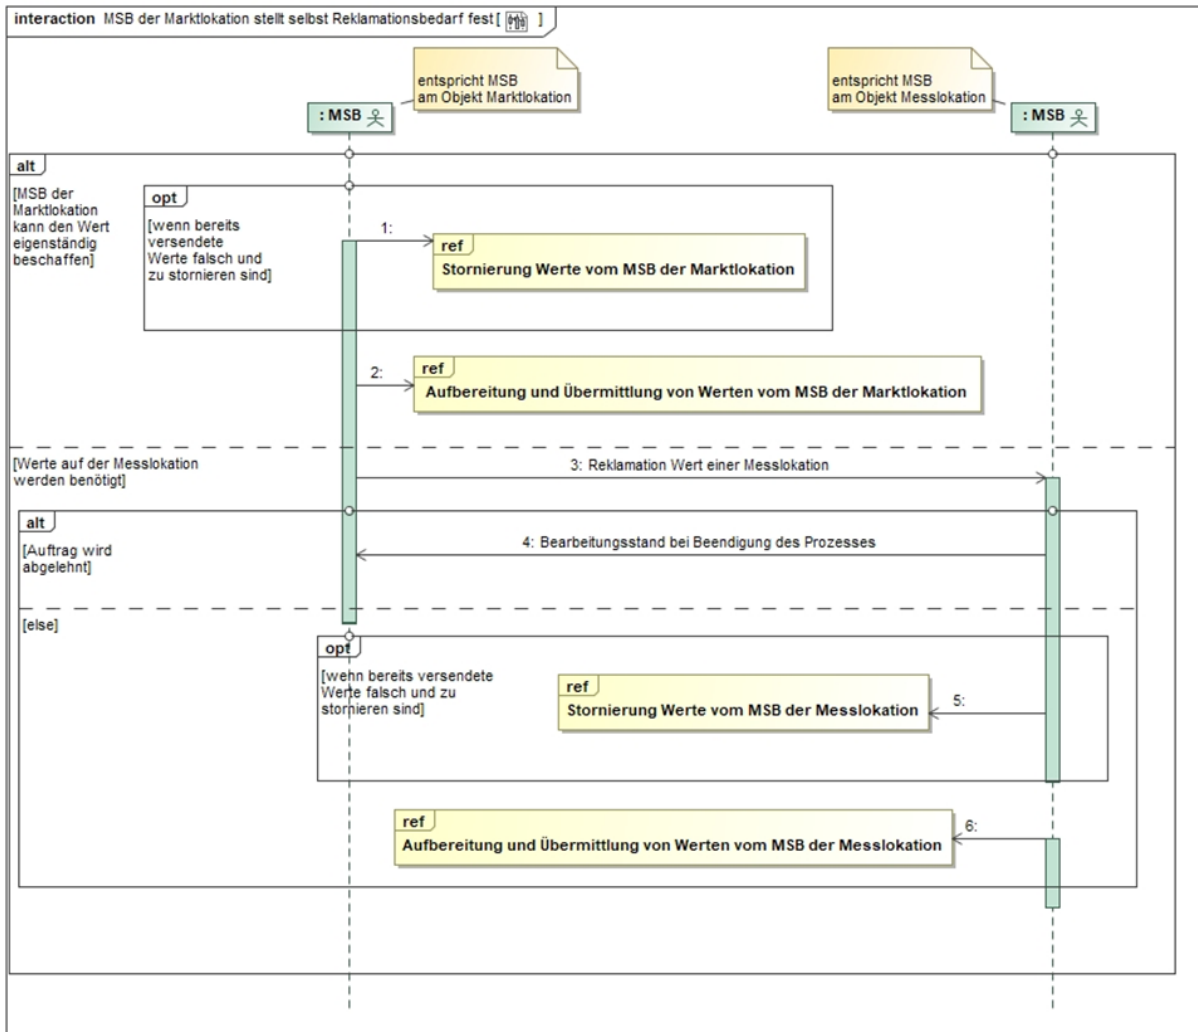 interaction MSB der Marktlokation stellt selbst Reklamationsbedarf fest [ ]
entspricht MSB
am Objekt Marktlokation
entspricht MSB
am Objekt Messlokation
: MSB
: MSB
alt
[MSB der
Marktlokation
kann den Wert
eigenständig
beschaffen]
opt
[wenn bereits
versendete
Werte falsch und
zu stornieren sind]
1:
ref
Stornierung Werte vom MSB der Marktlokation
2:
ref
Aufbereitung und Übermittlung von Werten vom MSB der Marktlokation
[Werte auf der Messlokation
werden benötigt]
3: Reklamation Wert einer Messlokation
alt
[Auftrag wird
abgelehnt]
4: Bearbeitungsstand bei Beendigung des Prozesses
[else]
opt
[wenn bereits versendete
Werte falsch und zu
stornieren sind]
ref
Stornierung Werte vom MSB der Messlokation
5:
ref
Aufbereitung und Übermittlung von Werten vom MSB der Messlokation
6: